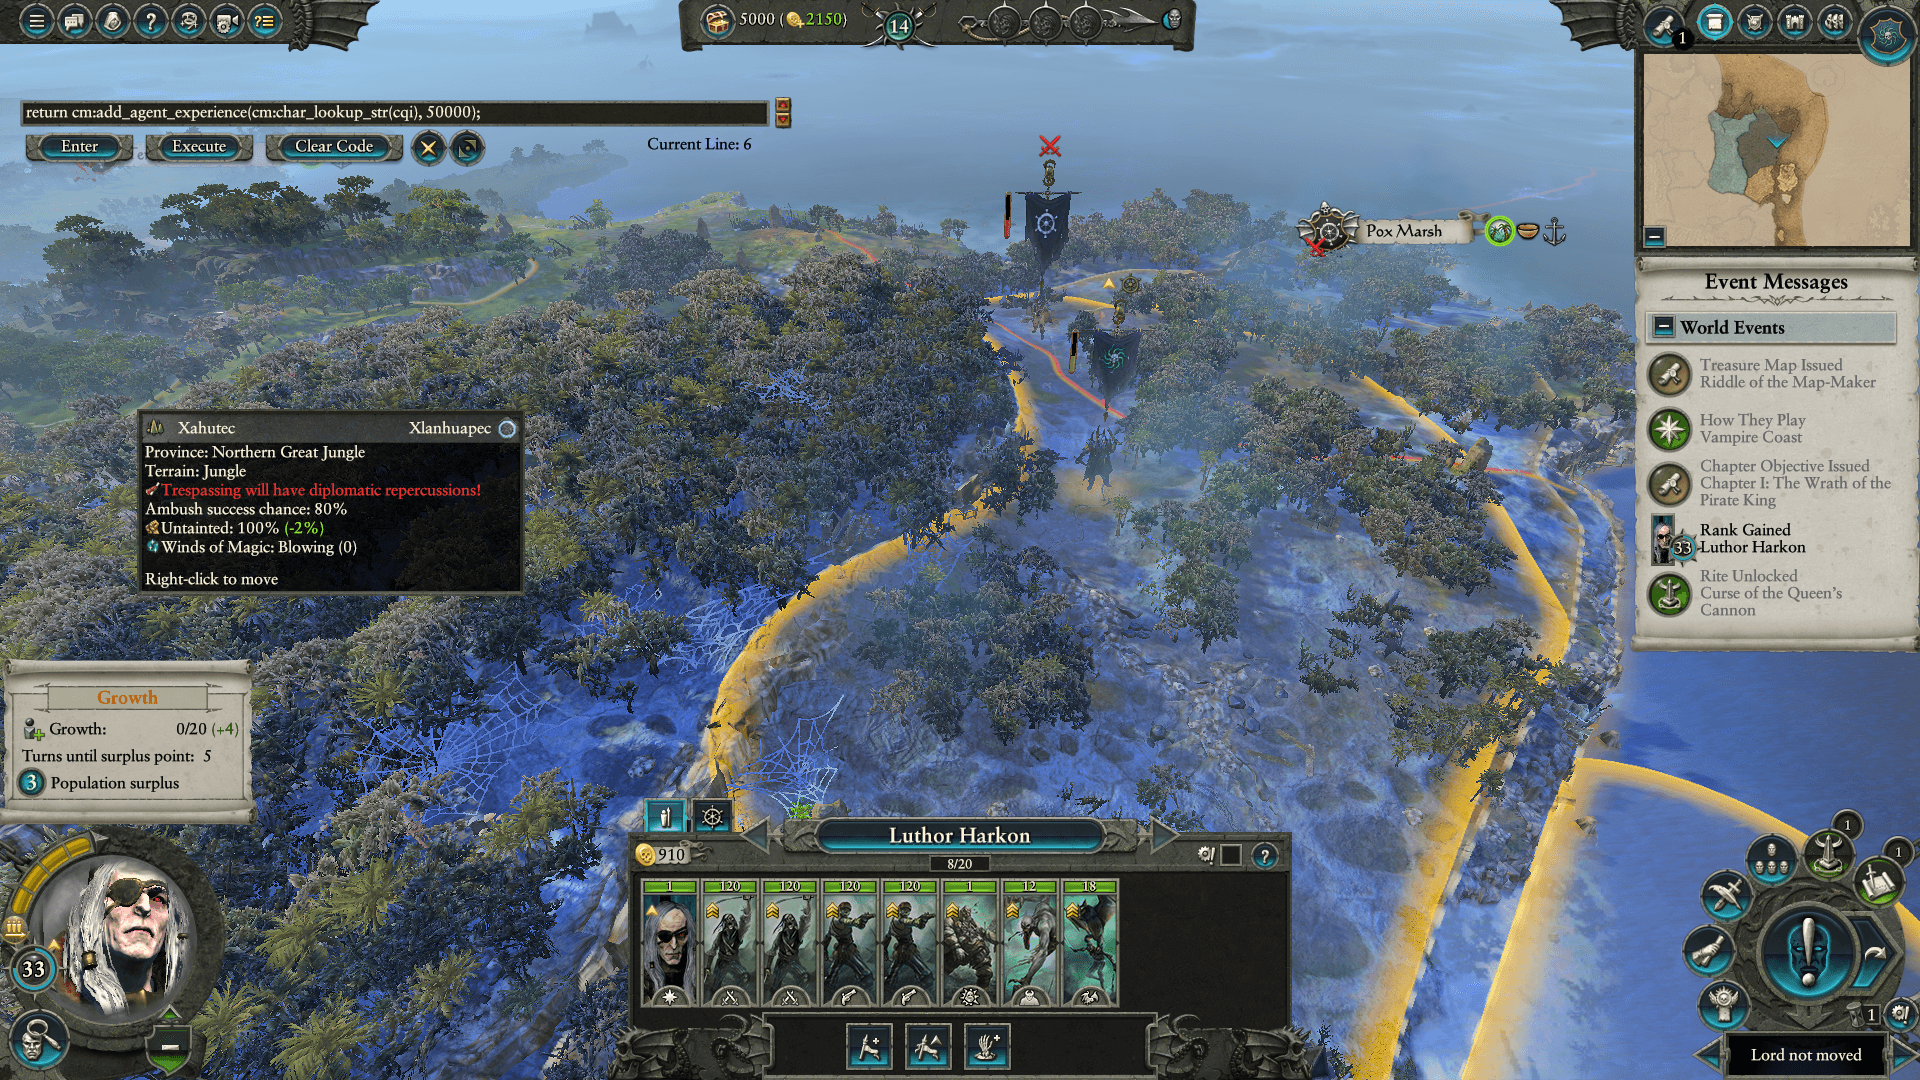 5000 (2150)
14
1
return cm:add_agent_experience(cm:char_lookup_str(cqi), 50000);
Enter
Execute
Clear Code
Current Line: 6
Pox Marsh
Event Messages
World Events
Treasure Map Issued
Riddle of the Map-Maker
How They Play
Vampire Coast
Chapter Objective Issued
Chapter I: The Wrath of the
Pirate King
Rank Gained
33 Luthor Harkon
Rite Unlocked
Curse of the Queen's
Cannon
Xahutec Xlanhuapec
Province: Northern Great Jungle
Terrain: Jungle
Trespassing will have diplomatic repercussions!
Ambush success chance: 80%
Untainted: 100% (-2%)
Winds of Magic: Blowing (0)
Right-click to move
Growth
Growth: 0/20 (+4)
Turns until surplus point: 5
3 Population surplus
33
Luthor Harkon
910
8/20
?
1 120 120 120 120 1 12 18
1
1
1
Lord not moved